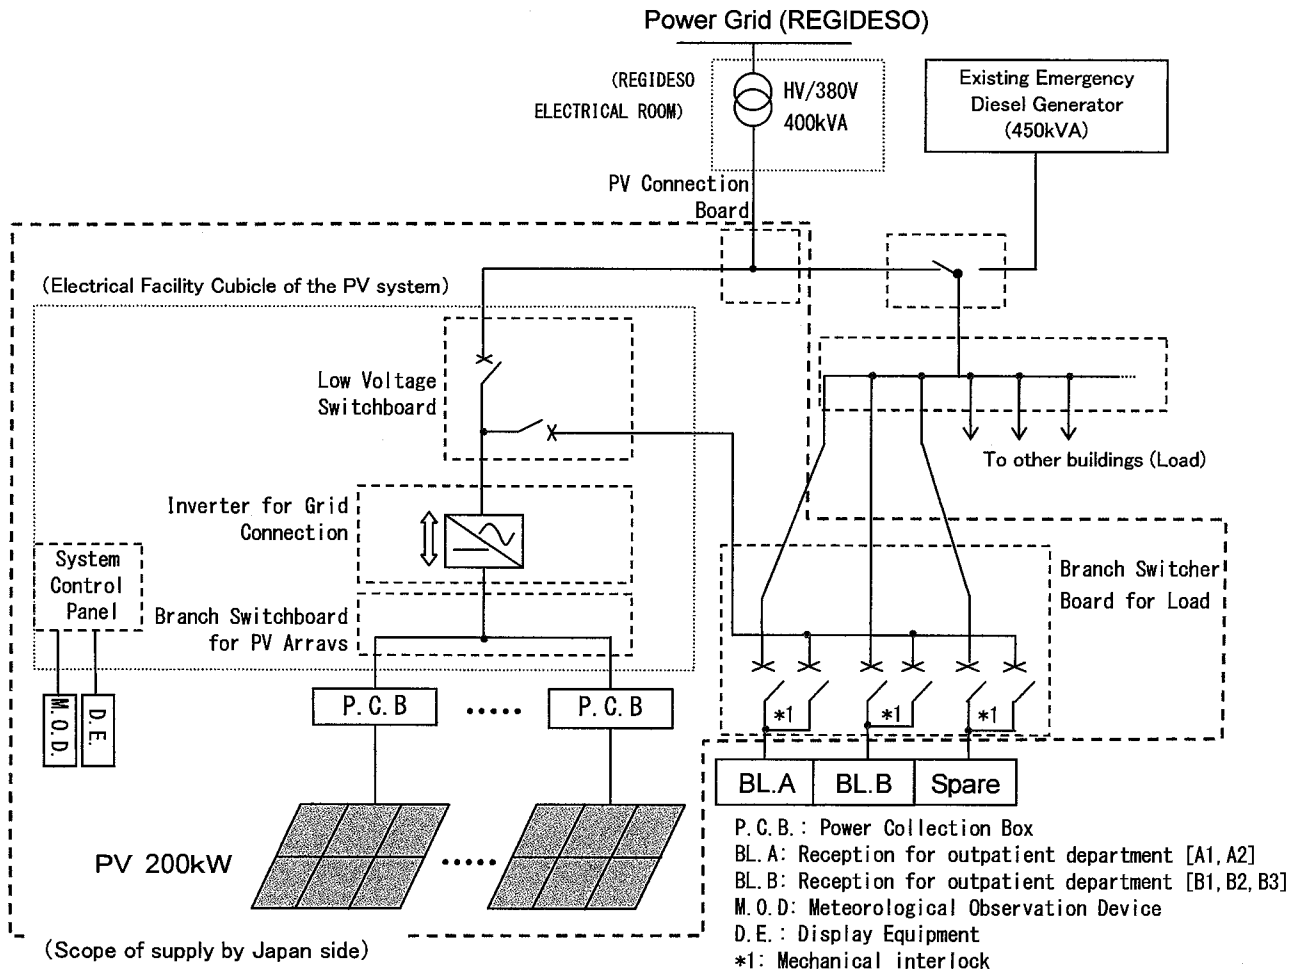 Power Grid (REGIDESO)
(REGIDESO
ELECTRICAL ROOM)
HV/380V
400kVA
Existing Emergency
Diesel Generator
(450kVA)
PV Connection
Board
(Electrical Facility Cubicle of the PV system)
Low Voltage
Switchboard
To other buildings (Load)
Inverter for Grid
Connection
System
Control
Panel
Branch Switchboard
for PV Arravs
Branch Switcher
Board for Load
M.O.D.
D.E.
P.C.B
.....
P.C.B
*1
*1
*1
BL.A
BL.B
Spare
PV 200kW
.....
P.C.B.: Power Collection Box
BL.A: Reception for outpatient department [A1,A2]
BL.B: Reception for outpatient department [B1,B2,B3]
M.O.D: Meteorological Observation Device
D.E.: Display Equipment
*1: Mechanical interlock
(Scope of supply by Japan side)